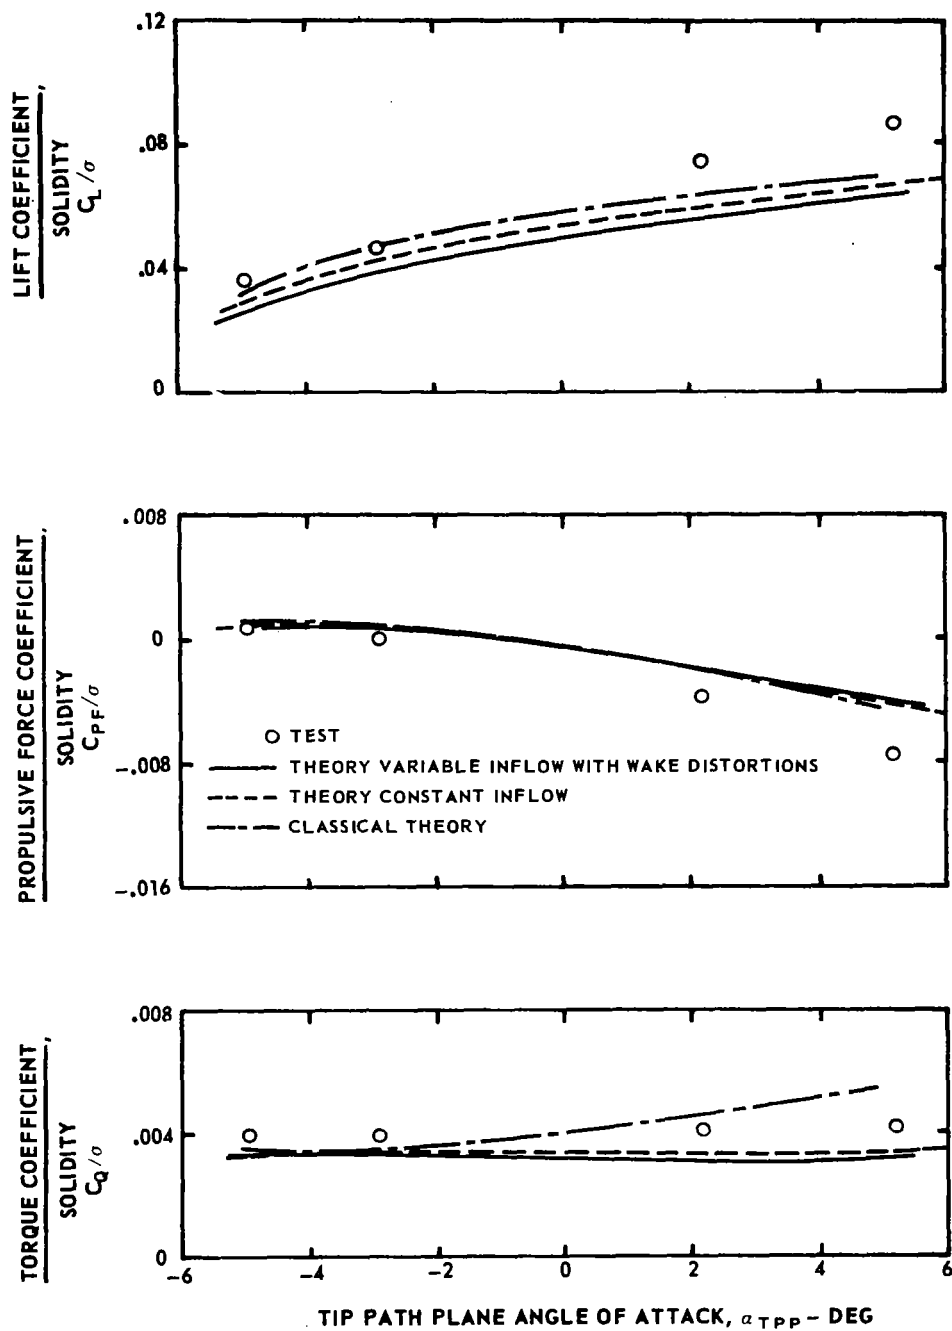 LIFT COEFFICIENT,
SOLIDITY
C_L/σ
.12
.08
.04
0
PROPULSIVE FORCE COEFFICIENT,
SOLIDITY
C_PF/σ
.008
0
-.008
-.016
TEST
THEORY VARIABLE INFLOW WITH WAKE DISTORTIONS
THEORY CONSTANT INFLOW
CLASSICAL THEORY
TORQUE COEFFICIENT,
SOLIDITY
C_Q/σ
.008
.004
0
-6 -4 -2 0 2 4 6
TIP PATH PLANE ANGLE OF ATTACK, α_TPP - DEG